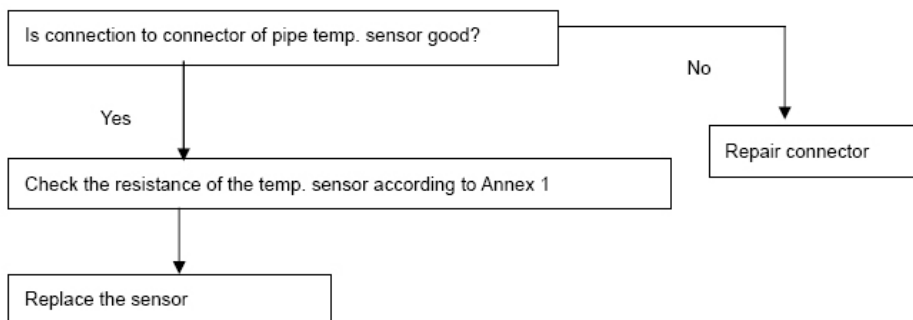 Is connection to connector of pipe temp. sensor good?
No
Yes
Repair connector
Check the resistance of the temp. sensor according to Annex 1
Replace the sensor